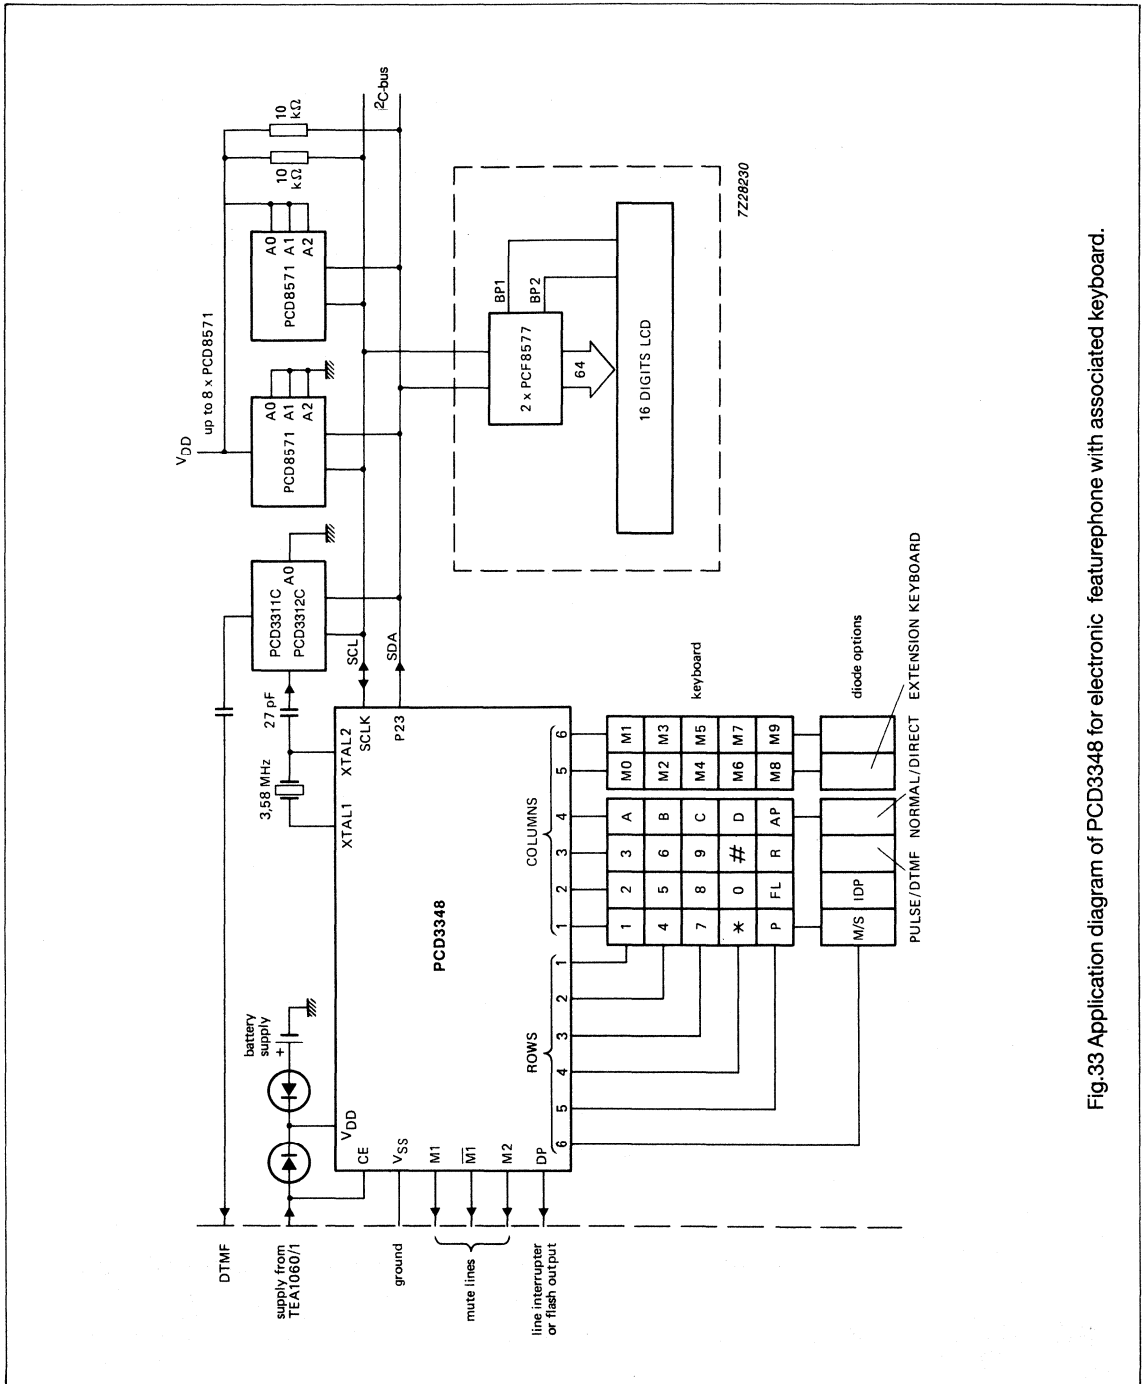 VDD
up to 8 x PCD8571
PCD3311C
PCD3312C
A0
PCD8571
A0
A1
A2
PCD8571
A0
A1
A2
10
kΩ
10
kΩ
I²C-bus
DTMF
supply from
TEA1060/1
ground
mute lines
line interrupter
or flash output
battery
supply
+
3,58 MHz
27 pF
SCL
SDA
CE
VDD
VSS
M1
M̅1̅
M2
DP
XTAL1
XTAL2
SCLK
P23
PCD3348
ROWS
6
5
4
3
2
1
COLUMNS
1
2
3
4
5
6
1
2
3
A
M0
M1
4
5
6
B
M2
M3
7
8
9
C
M4
M5
*
0
#
D
M6
M7
P
FL
R
AP
M8
M9
keyboard
M/S
IDP
diode options
PULSE/DTMF
NORMAL/DIRECT
EXTENSION KEYBOARD
2 x PCF8577
BP1
BP2
64
16 DIGITS LCD
7Z28230
Fig.33 Application diagram of PCD3348 for electronic featurephone with associated keyboard.